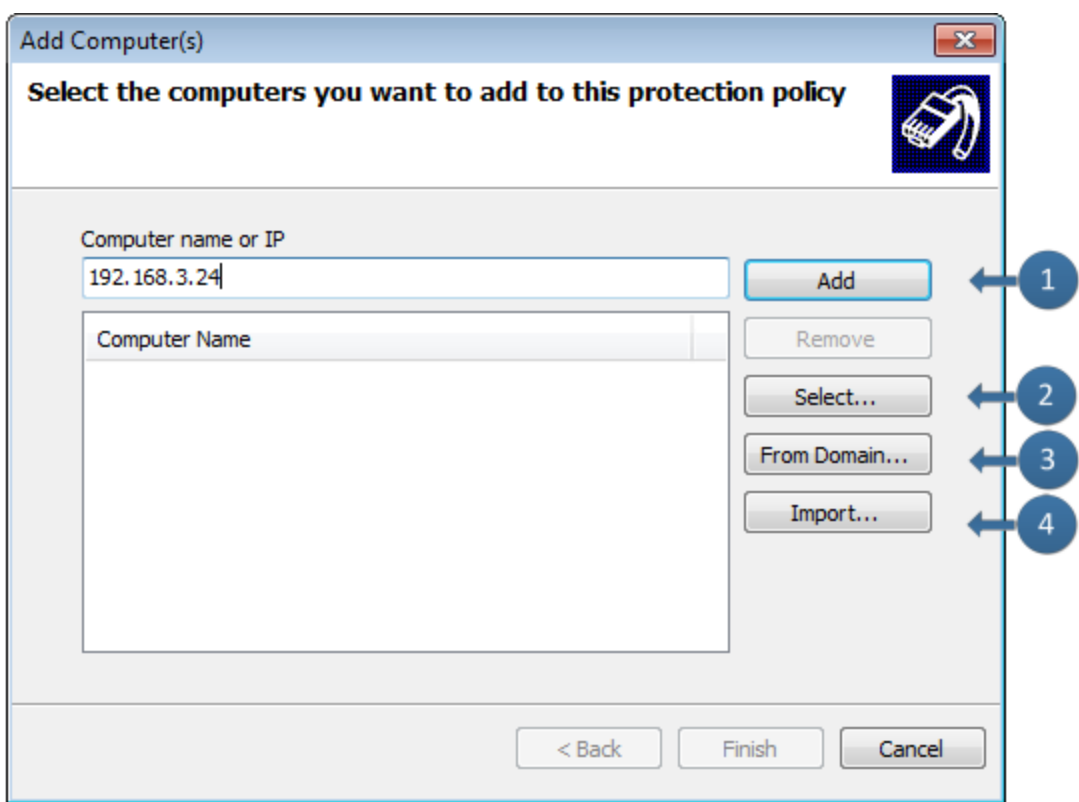 Add Computer(s)
Select the computers you want to add to this protection policy
Computer name or IP
192.168.3.24
Add
1
Computer Name
Remove
Select...
2
From Domain...
3
Import...
4
< Back
Finish
Cancel